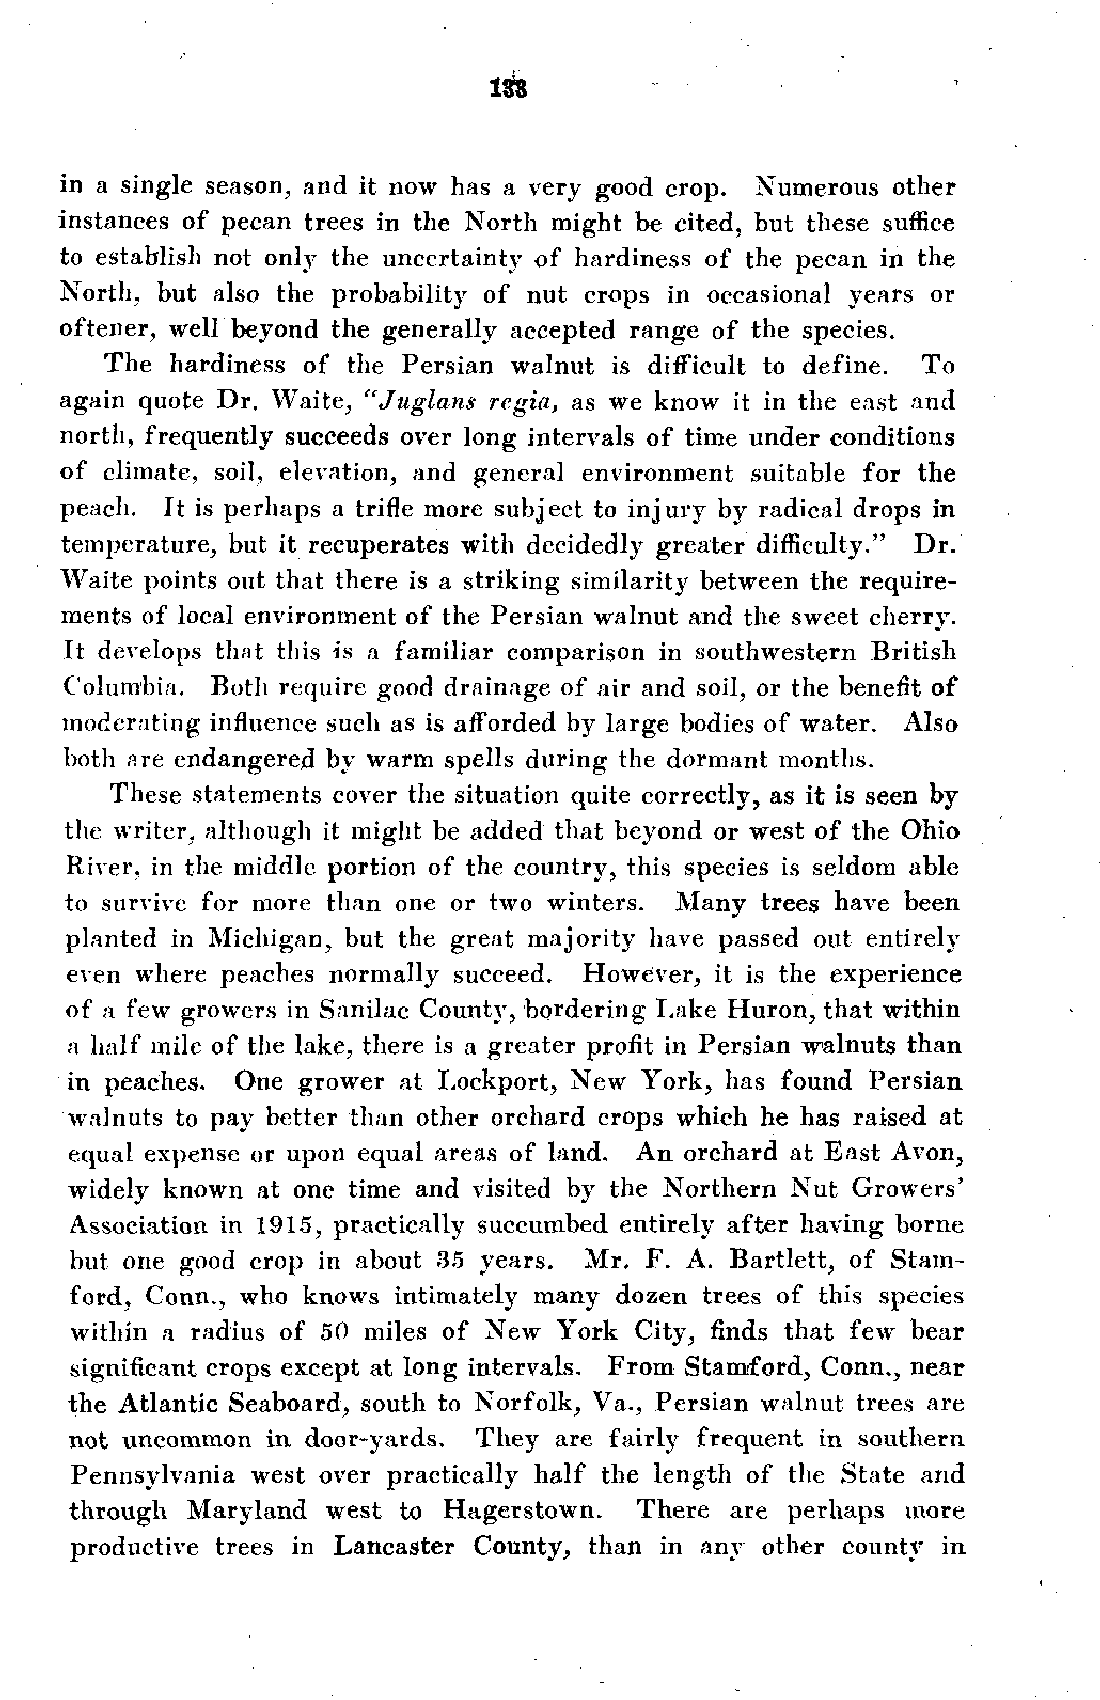 in a single season, and it now has a very good crop. Numerous other
instances of pecan trees in the North might be cited, but these suffice
to establish not only the uncertainty of hardiness of the pecan in the
North, but also the probability of nut crops in occasional years or
oftener, well beyond the generally accepted range of the species.
The hardiness of the Persian walnut is difficult to define. To
again quote Dr. Waite, "Juglans regia, as we know it in the east and
north, frequently succeeds over long intervals of time under conditions
of climate, soil, elevation, and general environment suitable for the
peach. It is perhaps a trifle more subject to injury by radical drops in
temperature, but it recuperates with decidedly greater difficulty." Dr.
Waite points out that there is a striking similarity between the require-
ments of local environment of the Persian walnut and the sweet cherry.
It develops that this is a familiar comparison in southwestern British
Columbia. Both require good drainage of air and soil, or the benefit of
moderating influence such as is afforded by large bodies of water. Also
both are endangered by warm spells during the dormant months.
These statements cover the situation quite correctly, as it is seen by
the writer, although it might be added that beyond or west of the Ohio
River, in the middle portion of the country, this species is seldom able
to survive for more than one or two winters. Many trees have been
planted in Michigan, but the great majority have passed out entirely
even where peaches normally succeed. However, it is the experience
of a few growers in Sanilac County, bordering Lake Huron, that within
a half mile of the lake, there is a greater profit in Persian walnuts than
in peaches. One grower at Lockport, New York, has found Persian
walnuts to pay better than other orchard crops which he has raised at
equal expense or upon equal areas of land. An orchard at East Avon,
widely known at one time and visited by the Northern Nut Growers'
Association in 1915, practically succumbed entirely after having borne
but one good crop in about 35 years. Mr. F. A. Bartlett, of Stam-
ford, Conn., who knows intimately many dozen trees of this species
within a radius of 50 miles of New York City, finds that few bear
significant crops except at long intervals. From Stamford, Conn., near
the Atlantic Seaboard, south to Norfolk, Va., Persian walnut trees are
not uncommon in door-yards. They are fairly frequent in southern
Pennsylvania west over practically half the length of the State and
through Maryland west to Hagerstown. There are perhaps more
productive trees in Lancaster County, than in any other county in